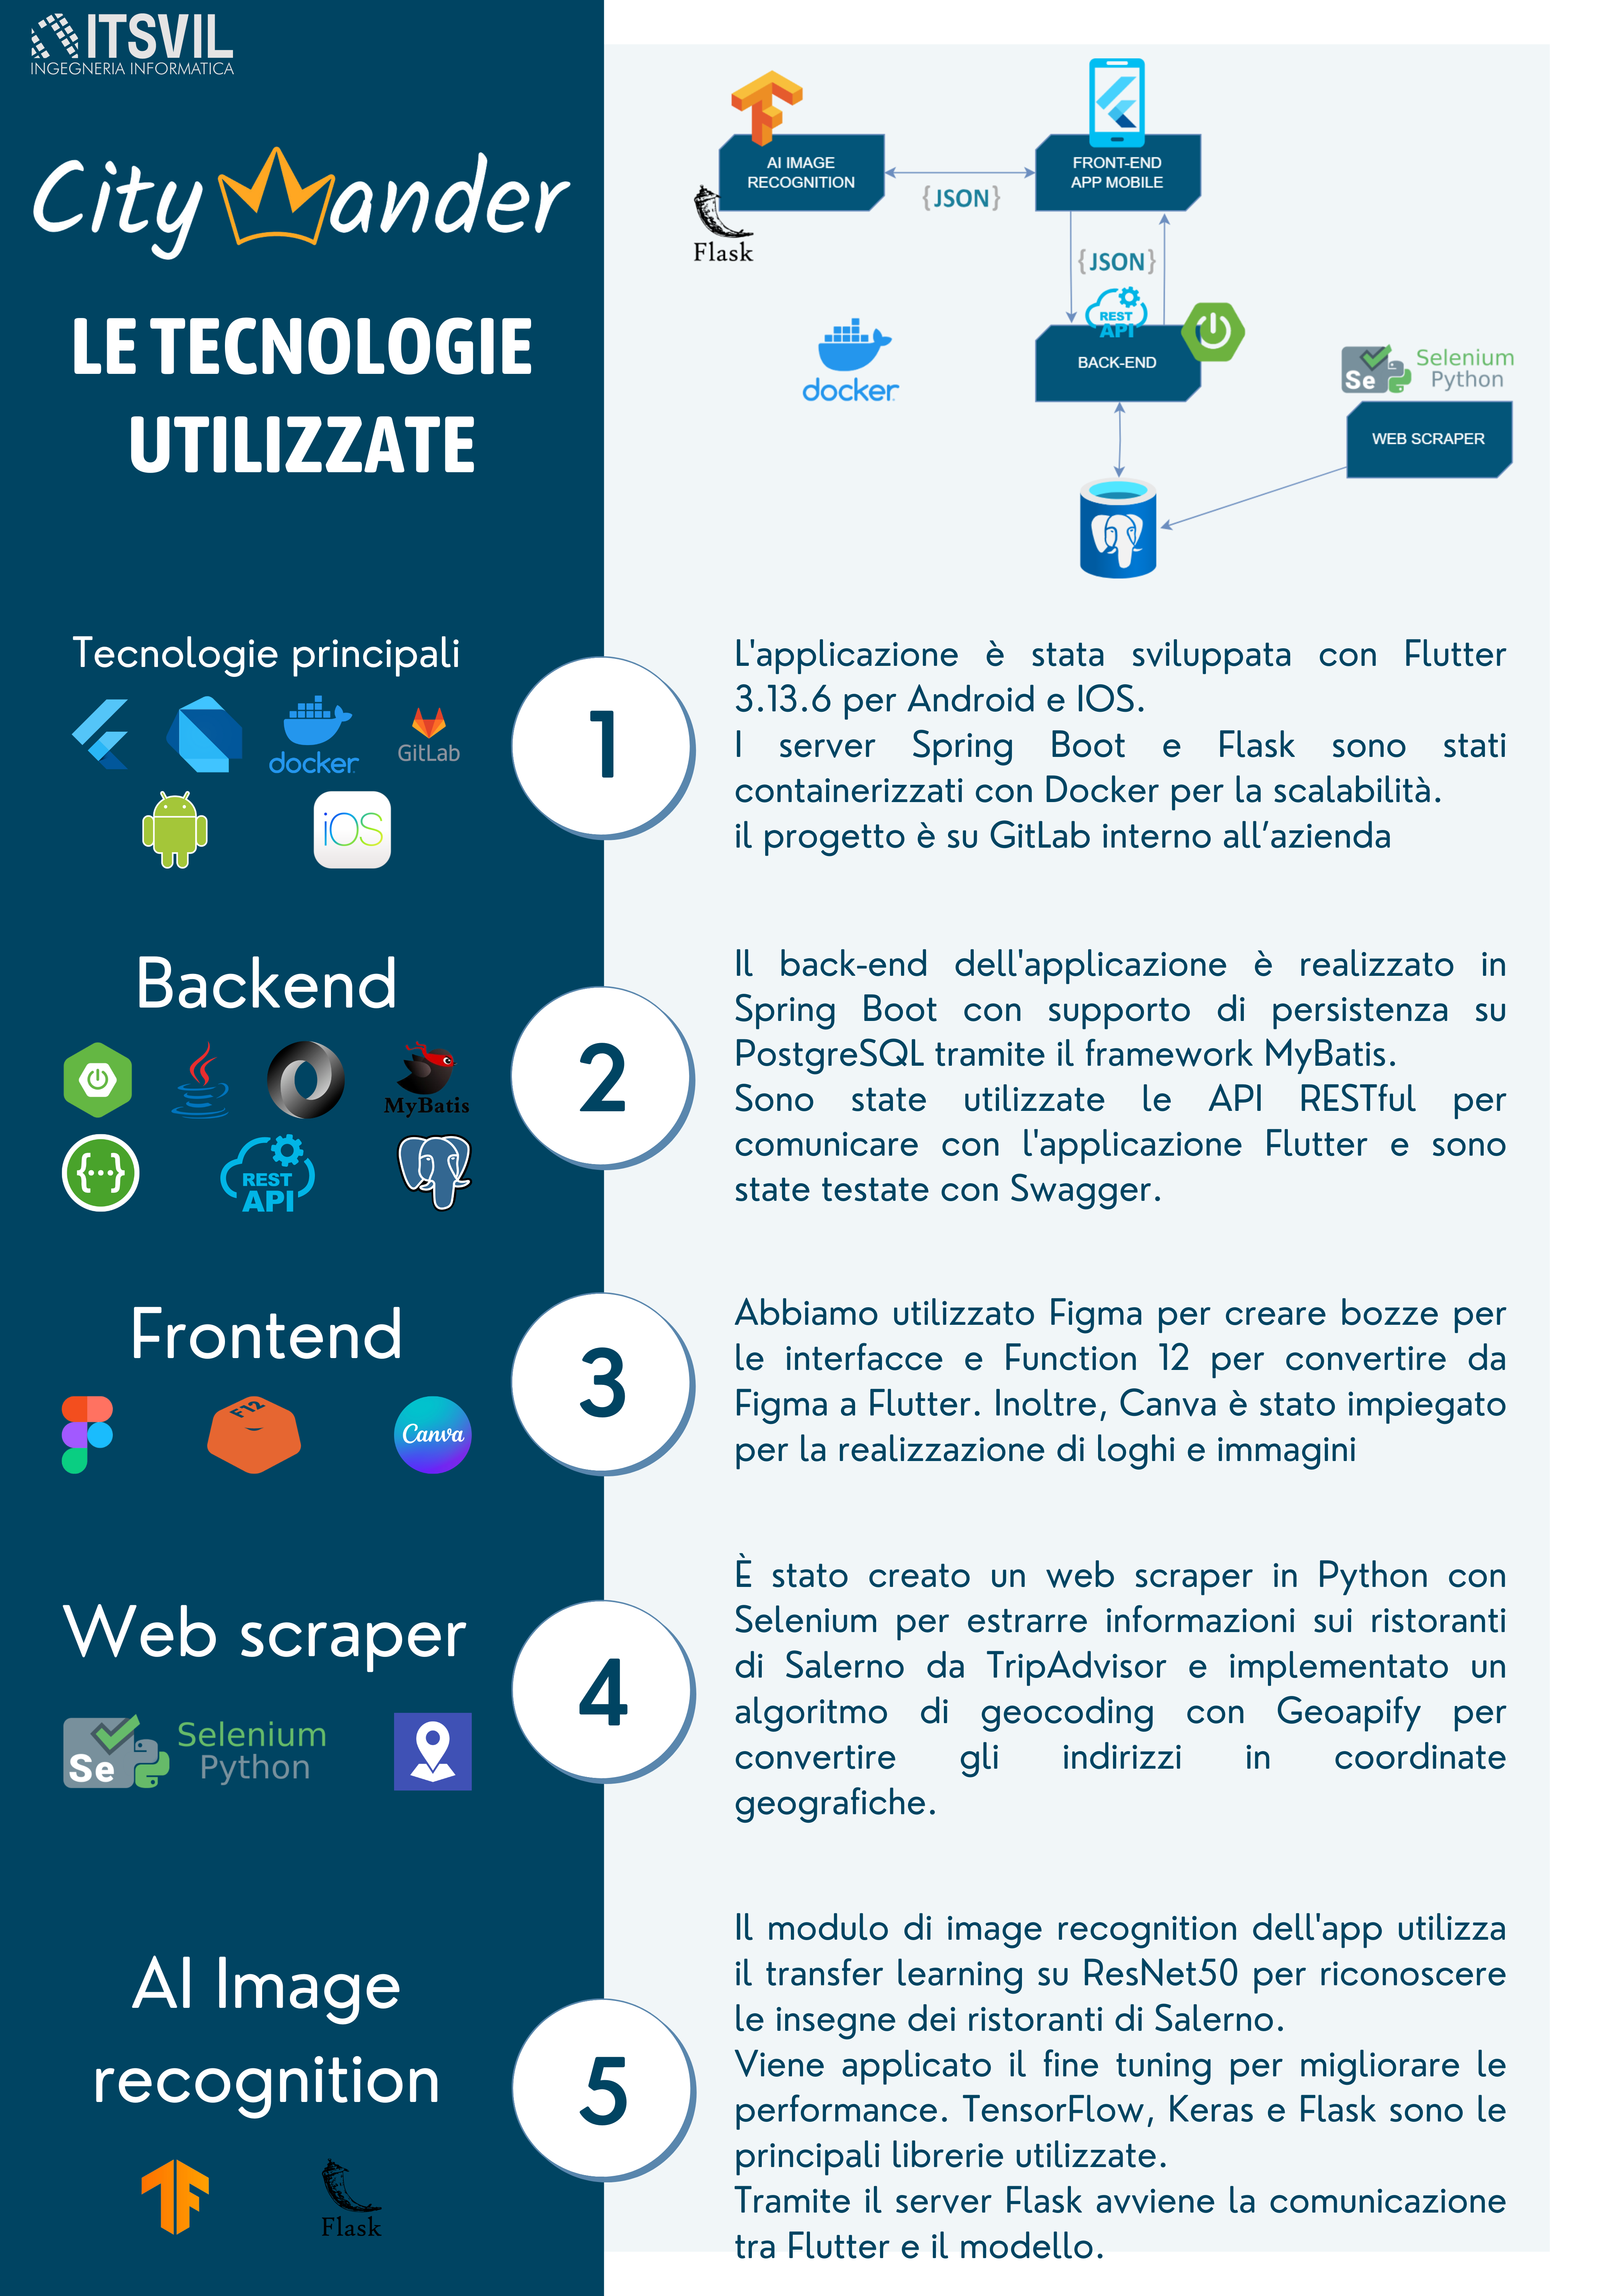 ITSVIL
INGEGNERIA INFORMATICA
City Wander
LE TECNOLOGIE
UTILIZZATE
AI IMAGE
RECOGNITION
FRONT-END
APP MOBILE
{JSON}
Flask
{JSON}
REST
API
BACK-END
docker
Se
Selenium
Python
WEB SCRAPER
Tecnologie principali
docker
GitLab
iOS
1
L'applicazione è stata sviluppata con Flutter
3.13.6 per Android e IOS.
I server Spring Boot e Flask sono stati
containerizzati con Docker per la scalabilità.
il progetto è su GitLab interno all’azienda
Backend
MyBatis
{...}
REST
API
2
Il back-end dell'applicazione è realizzato in
Spring Boot con supporto di persistenza su
PostgreSQL tramite il framework MyBatis.
Sono state utilizzate le API RESTful per
comunicare con l'applicazione Flutter e sono
state testate con Swagger.
Frontend
F12
Canva
3
Abbiamo utilizzato Figma per creare bozze per
le interfacce e Function 12 per convertire da
Figma a Flutter. Inoltre, Canva è stato impiegato
per la realizzazione di loghi e immagini
Web scraper
Se
Selenium
Python
4
È stato creato un web scraper in Python con
Selenium per estrarre informazioni sui ristoranti
di Salerno da TripAdvisor e implementato un
algoritmo di geocoding con Geoapify per
convertire gli indirizzi in coordinate
geografiche.
AI Image
recognition
Flask
5
Il modulo di image recognition dell'app utilizza
il transfer learning su ResNet50 per riconoscere
le insegne dei ristoranti di Salerno.
Viene applicato il fine tuning per migliorare le
performance. TensorFlow, Keras e Flask sono le
principali librerie utilizzate.
Tramite il server Flask avviene la comunicazione
tra Flutter e il modello.